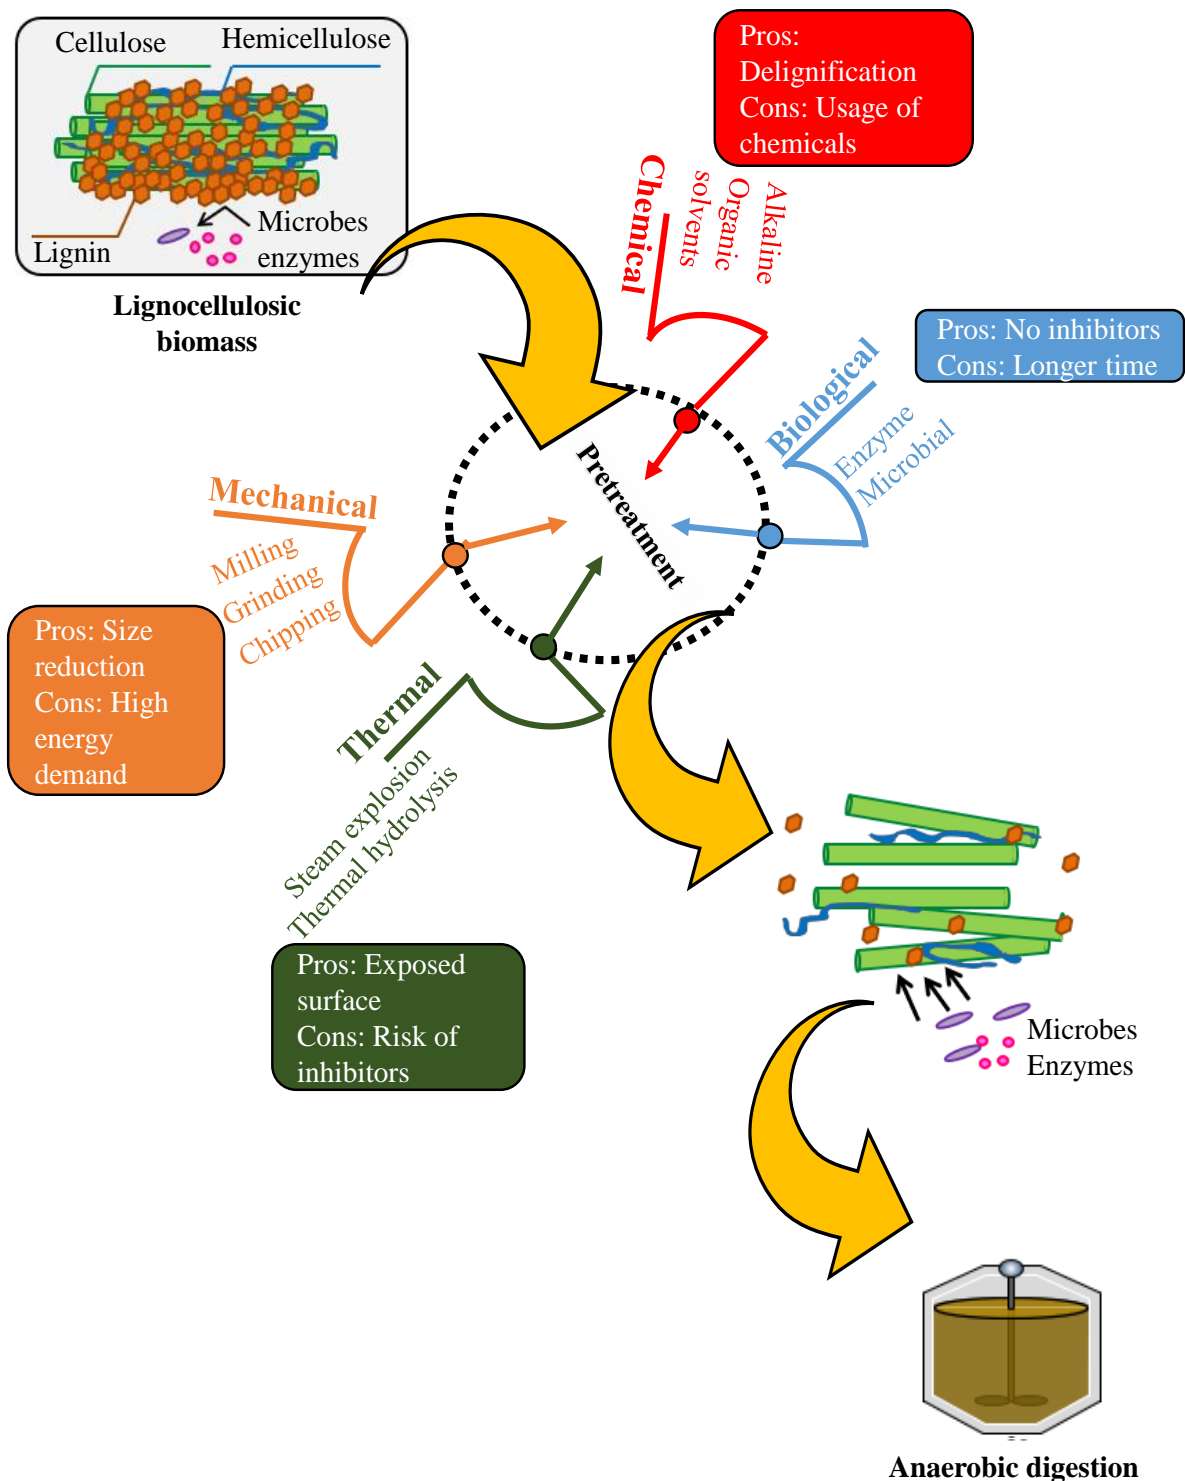 Cellulose
Hemicellulose
Lignin
Microbes
enzymes
Lignocellulosic
biomass
Pros:
Delignification
Cons: Usage of
chemicals
Chemical
Alkaline
Organic
solvents
Pros: No inhibitors
Cons: Longer time
Biological
Enzyme
Microbial
Pretreatment
Mechanical
Milling
Grinding
Chipping
Pros: Size
reduction
Cons: High
energy
demand
Thermal
Steam explosion
Thermal hydrolysis
Pros: Exposed
surface
Cons: Risk of
inhibitors
Microbes
Enzymes
Anaerobic digestion